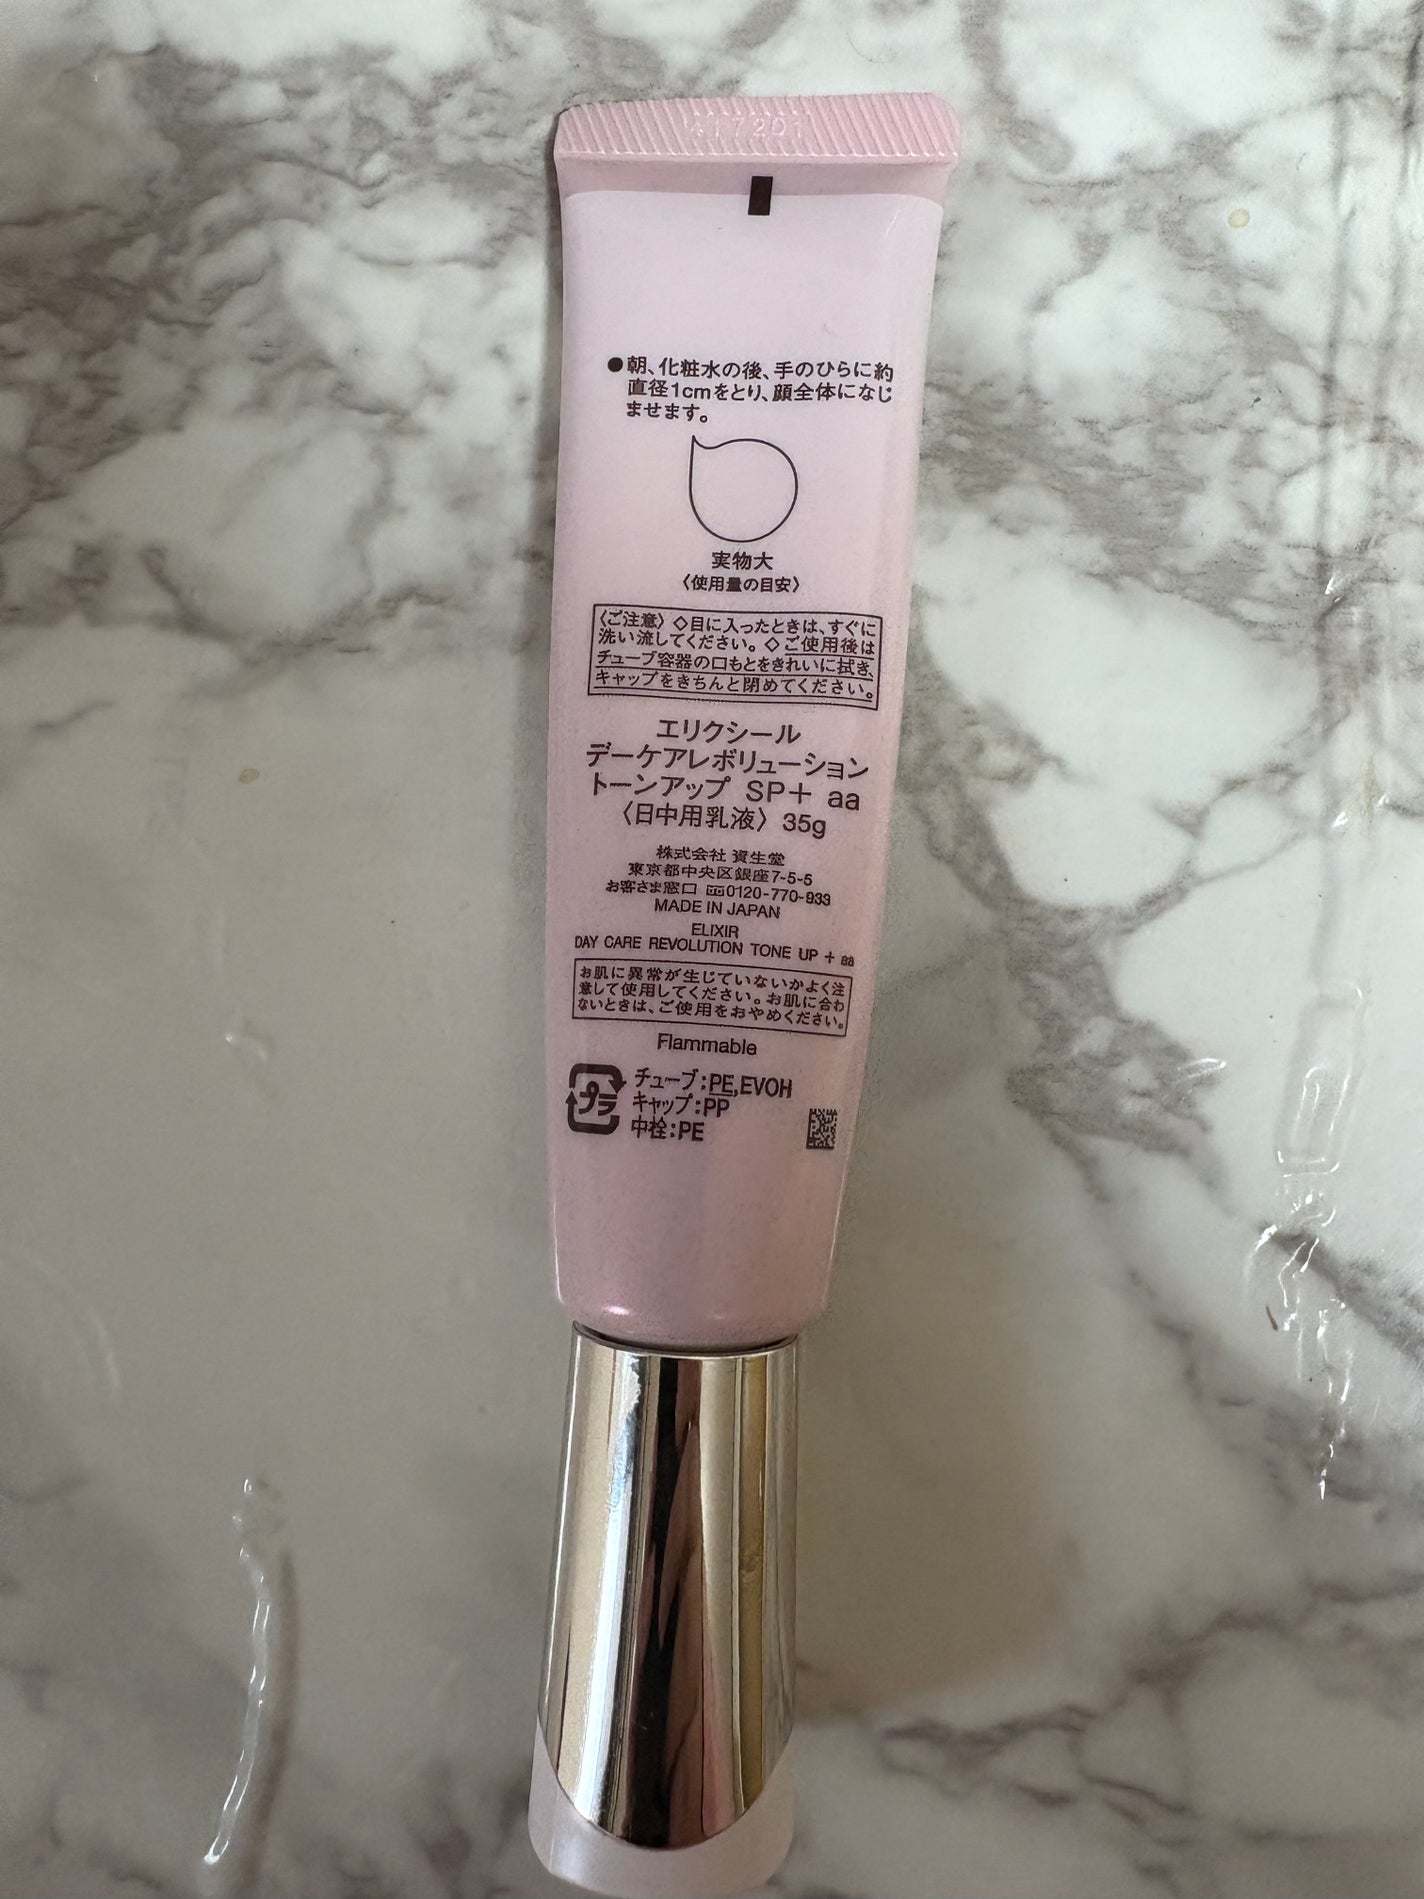 4172D1
●朝、化粧水の後、手のひらに約
直径1cmをとり、顔全体になじ
ませます。
実物大
〈使用量の目安〉
〈ご注意〉◇目に入ったときは、すぐに
洗い流してください。◇ご使用後は
チューブ容器の口もとをきれいに拭き、
キャップをきちんと閉めてください。
エリクシール
デーケアレボリューション
トーンアップ SP+ aa
〈日中用乳液〉35g
株式会社 資生堂
東京都中央区銀座7-5-5
お客さま窓口 0120-770-933
MADE IN JAPAN
ELIXIR
DAY CARE REVOLUTION TONE UP + aa
お肌に異常が生じていないかよく注
意して使用してください。お肌に合わ
ないときは、ご使用をおやめください。
Flammable
プラ
チューブ:PE,EVOH
キャップ:PP
中栓:PE